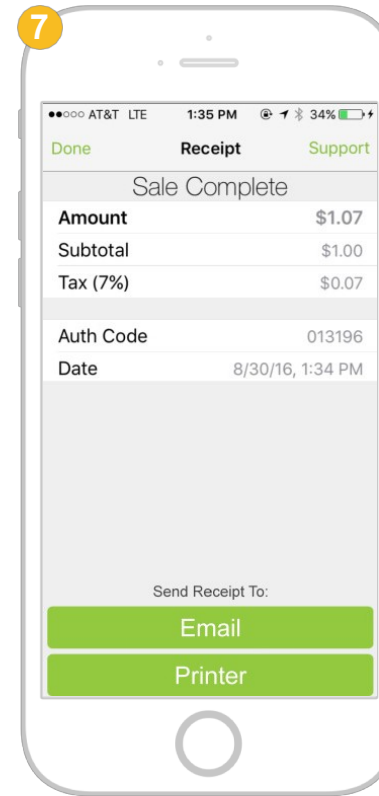 7
●●○○○ AT&T LTE 1:35 PM 34%
Done Receipt Support
Sale Complete
Amount $1.07
Subtotal $1.00
Tax (7%) $0.07
Auth Code 013196
Date 8/30/16, 1:34 PM
Send Receipt To:
Email
Printer